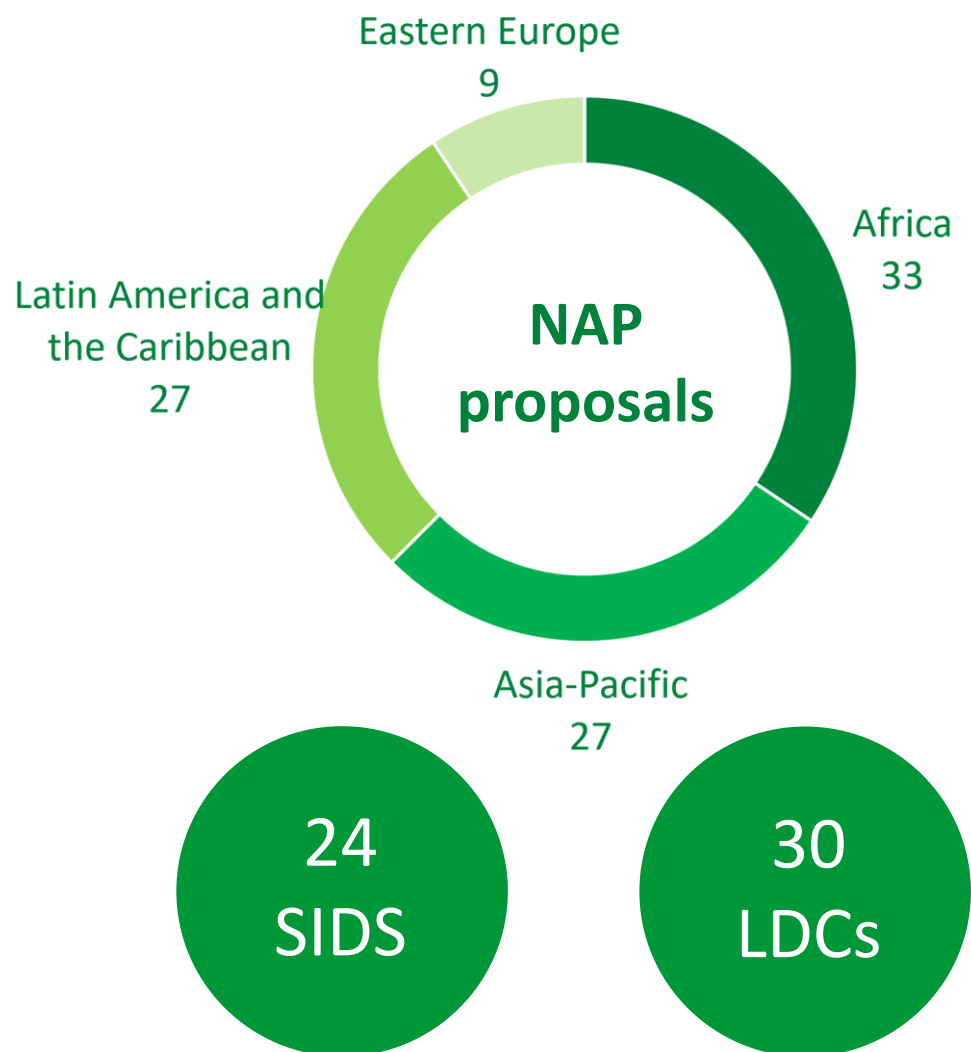 Eastern Europe
9
Africa
33
Latin America and
the Caribbean
27
NAP
proposals
Asia-Pacific
27
24
SIDS
30
LDCs